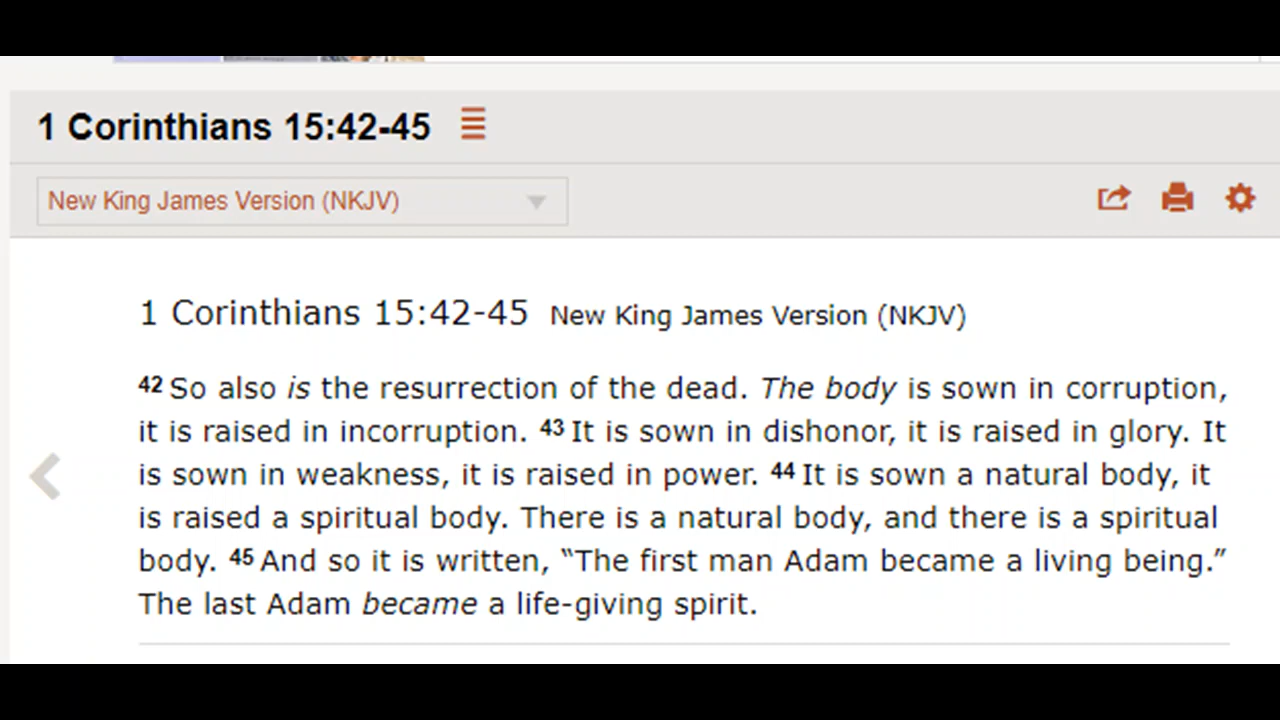 1 Corinthians 15:42-45
New King James Version (NKJV)
1 Corinthians 15:42-45 New King James Version (NKJV)
42 So also is the resurrection of the dead. The body is sown in corruption,
it is raised in incorruption. 43 It is sown in dishonor, it is raised in glory. It
is sown in weakness, it is raised in power. 44 It is sown a natural body, it
is raised a spiritual body. There is a natural body, and there is a spiritual
body. 45 And so it is written, “The first man Adam became a living being.”
The last Adam became a life-giving spirit.